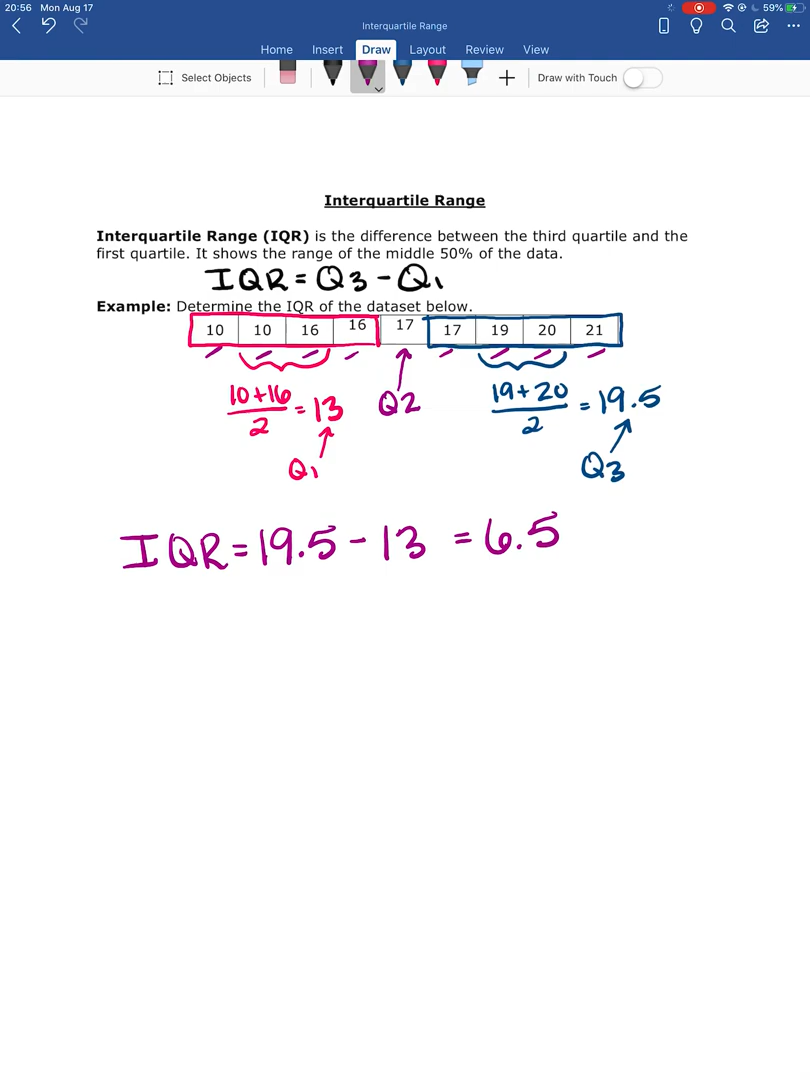 20:56 Mon Aug 17 59%
Interquartile Range
Home Insert Draw Layout Review View
Select Objects Draw with Touch
Interquartile Range
Interquartile Range (IQR) is the difference between the third quartile and the
first quartile. It shows the range of the middle 50% of the data.
IQR = Q3 - Q1
Example: Determine the IQR of the dataset below.
10 10 16 16 17 17 19 20 21
10+16/2 = 13 Q2 19+20/2 = 19.5
Q1 Q3
IQR = 19.5 - 13 = 6.5